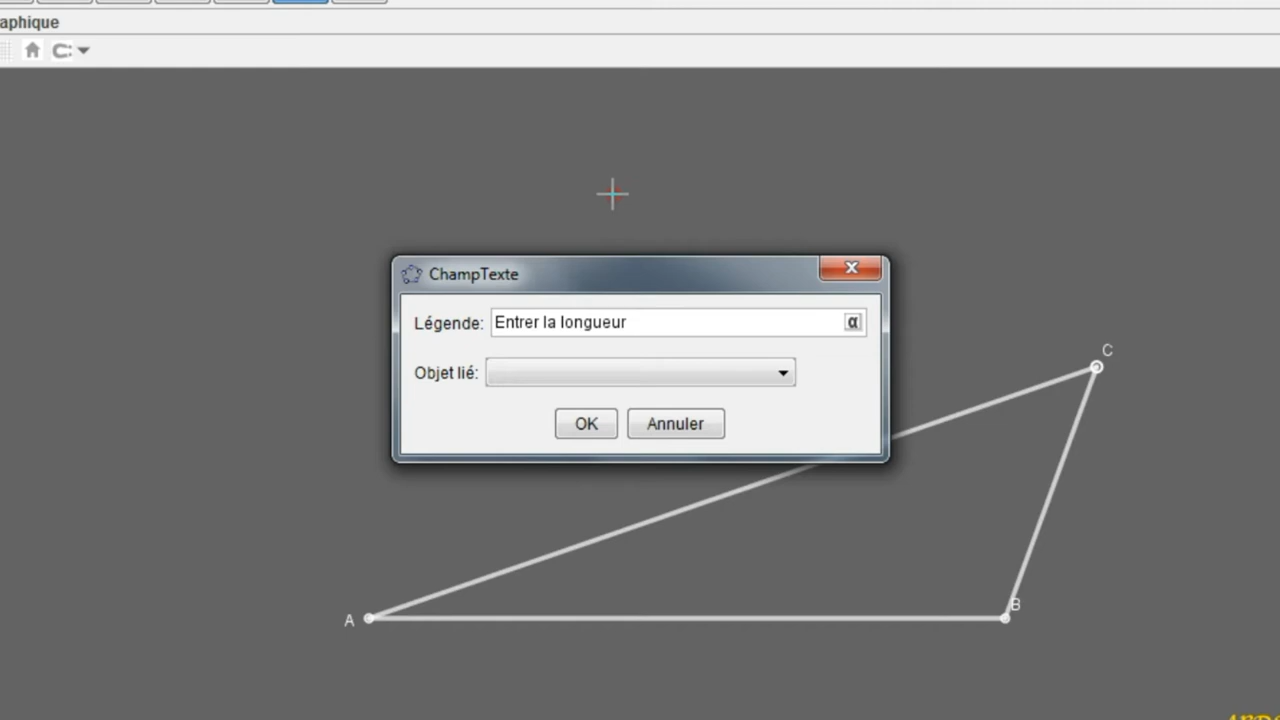 aphique
ChampTexte
Légende: Entrer la longueur α
Objet lié:
OK Annuler
C
B
A